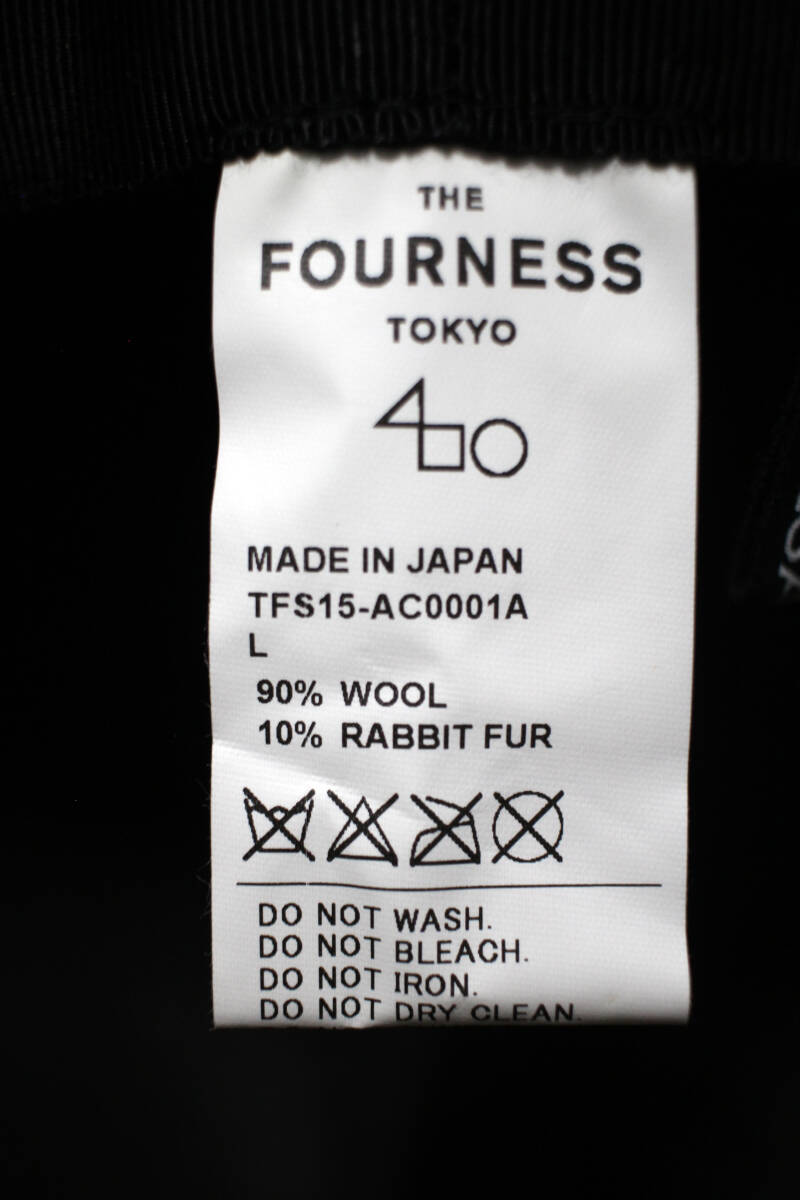 THE
FOURNESS
TOKYO
MADE IN JAPAN
TFS15-AC0001A
L
90% WOOL
10% RABBIT FUR
DO NOT WASH.
DO NOT BLEACH.
DO NOT IRON.
DO NOT DRY CLEAN.